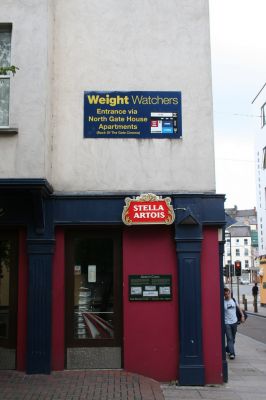 Weight Watchers
Entrance via
North Gate House
Apartments
(Back Of The Gate Cinema)
STELLA
ARTOIS